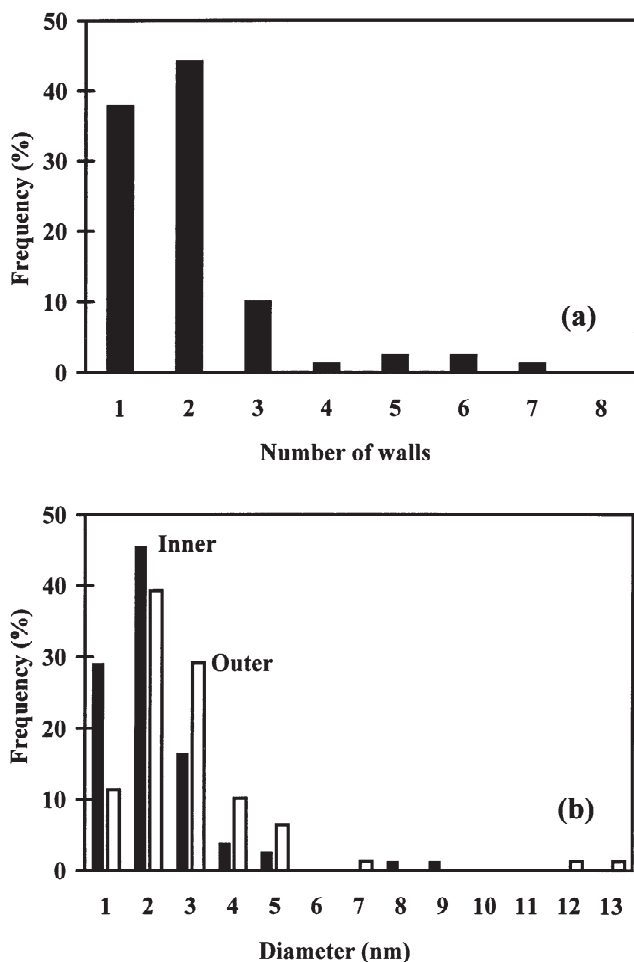 50
40
30
20
10
0
Frequency (%)
(a)
1 2 3 4 5 6 7 8
Number of walls
50
40
30
20
10
0
Frequency (%)
Inner
Outer
(b)
1 2 3 4 5 6 7 8 9 10 11 12 13
Diameter (nm)